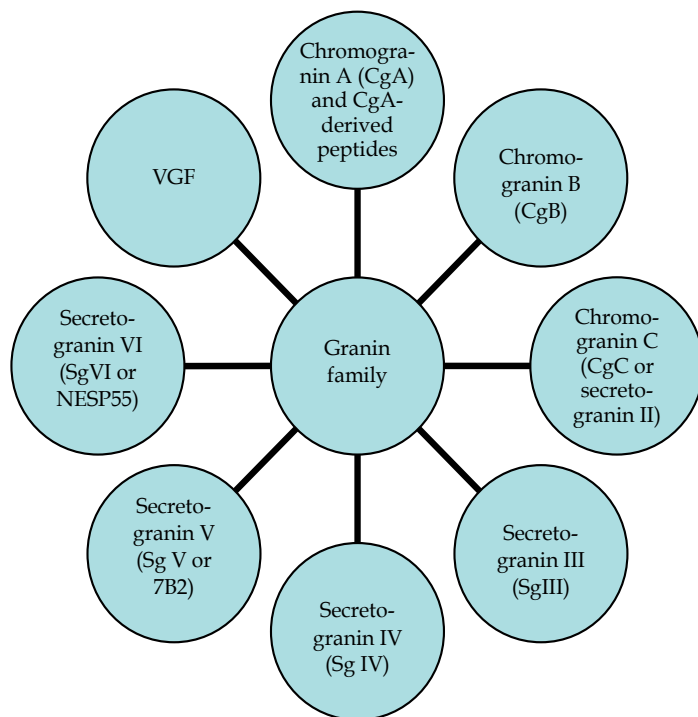 Chromogra-
nin A (CgA)
and CgA-
derived
peptides
Chromo-
granin B
(CgB)
Chromo-
granin C
(CgC or
secreto-
granin II)
Secreto-
granin III
(SgIII)
Secreto-
granin IV
(Sg IV)
Secreto-
granin V
(Sg V or
7B2)
Secreto-
granin VI
(SgVI or
NESP55)
VGF
Granin
family